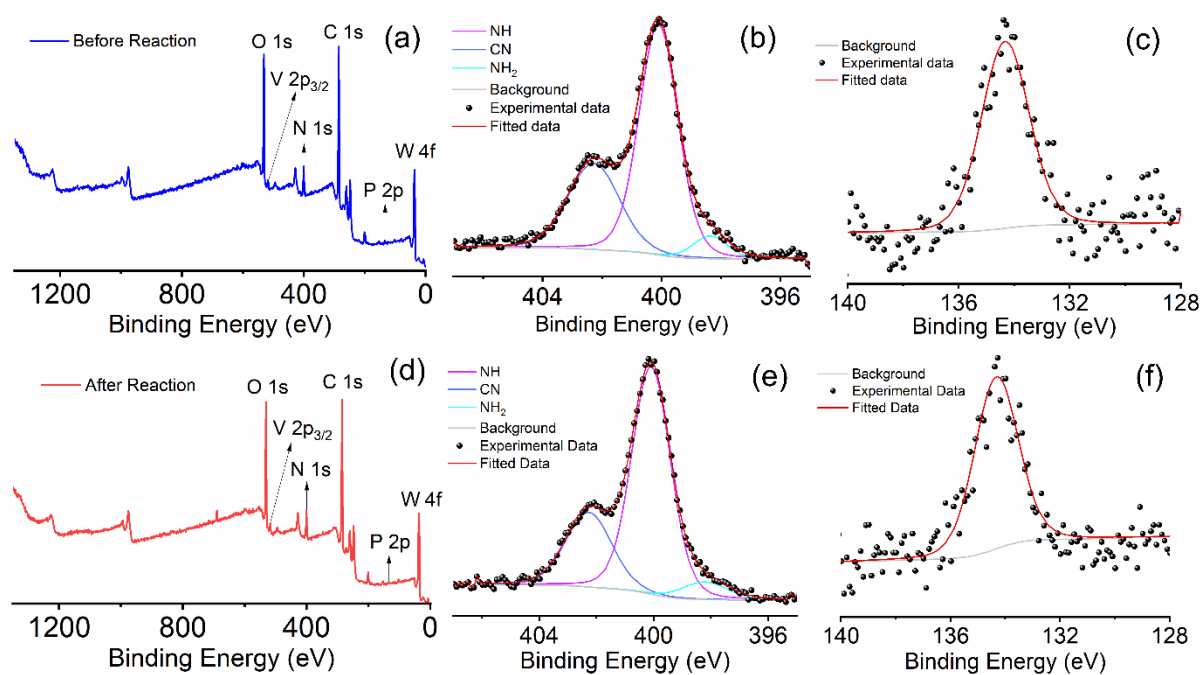 Before Reaction
O 1s
C 1s
(a)
V 2p3/2
N 1s
W 4f
P 2p
1200
800
400
0
Binding Energy (eV)
NH
CN
NH2
Background
Experimental data
Fitted data
(b)
404
400
396
Binding Energy (eV)
Background
Experimental data
Fitted data
(c)
140
136
132
128
Binding Energy (eV)
After Reaction
O 1s
C 1s
(d)
V 2p3/2
N 1s
W 4f
P 2p
1200
800
400
0
Binding Energy (eV)
NH
CN
NH2
Background
Experimental Data
Fitted Data
(e)
404
400
396
Binding Energy (eV)
Background
Experimental Data
Fitted Data
(f)
140
136
132
128
Binding Energy (eV)